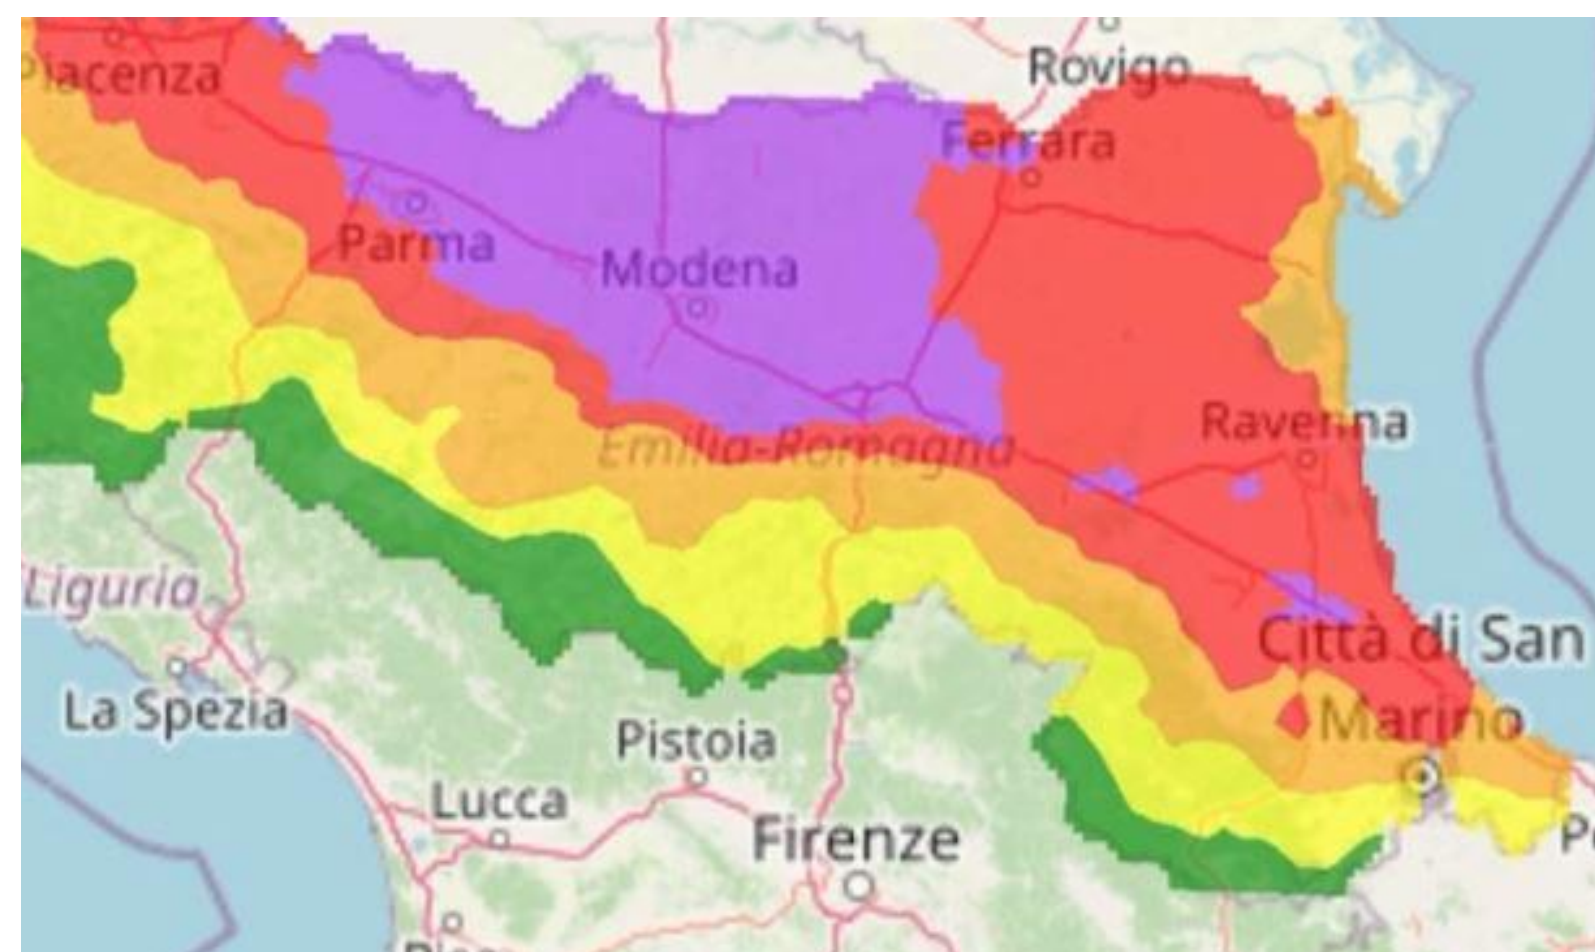 Rovigo
Piacenza
Ferrara
Parma
Modena
Ravenna
Emilia-Romagna
Liguria
Città di San
Marino
La Spezia
Pistoia
Lucca
Firenze